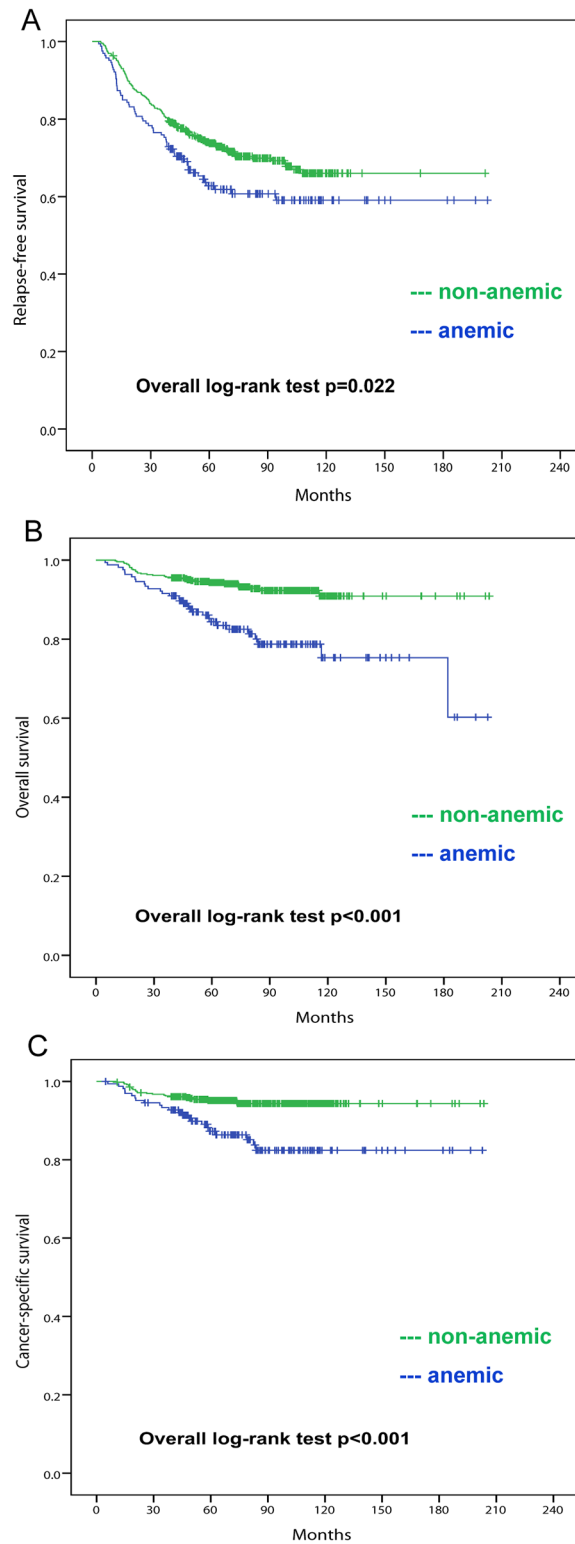 A
1.0
0.8
0.6
0.4
0.2
0.0
Relapse-free survival
--- non-anemic
--- anemic
Overall log-rank test p=0.022
0 30 60 90 120 150 180 210 240
Months
B
1.0
0.8
0.6
0.4
0.2
0.0
Overall survival
--- non-anemic
--- anemic
Overall log-rank test p<0.001
0 30 60 90 120 150 180 210 240
Months
C
1.0
0.8
0.6
0.4
0.2
0.0
Cancer-specific survival
--- non-anemic
--- anemic
Overall log-rank test p<0.001
0 30 60 90 120 150 180 210 240
Months